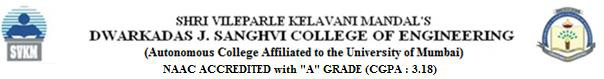 SHRI VILEPARLE KELAVANI MANDAL'S
DWARKADAS J. SANGHVI COLLEGE OF ENGINEERING
(Autonomous College Affiliated to the University of Mumbai)
NAAC ACCREDITED with "A" GRADE (CGPA : 3.18)
SVKM